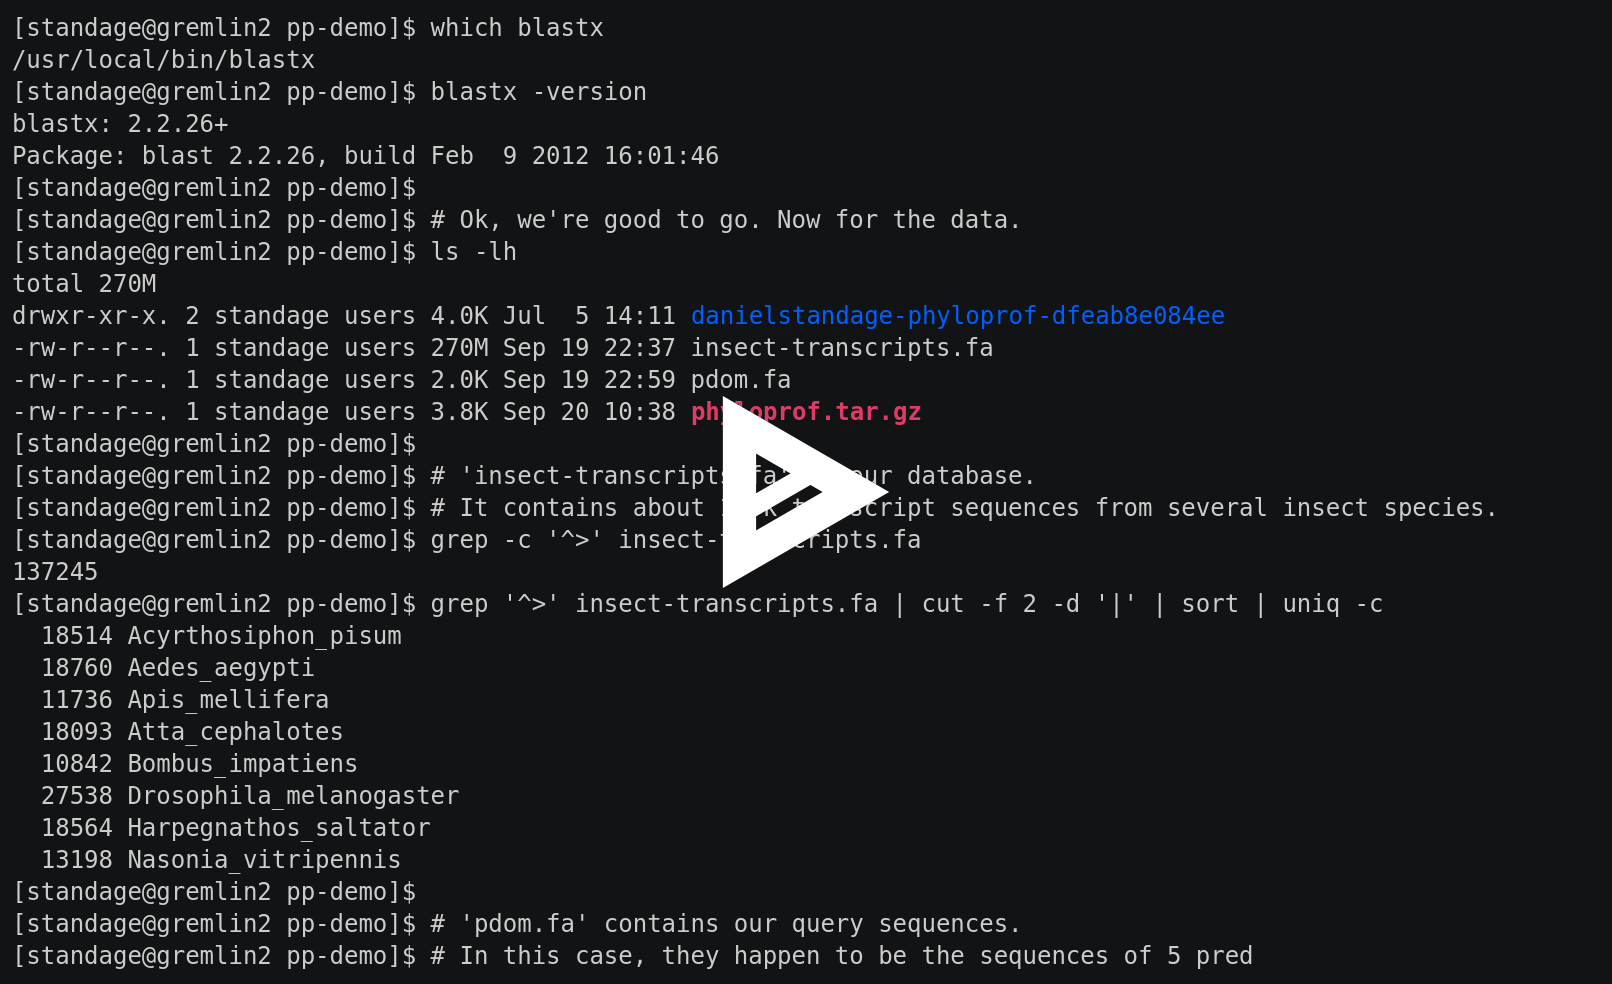 [standage@gremlin2 pp-demo]$ which blastx
/usr/local/bin/blastx
[standage@gremlin2 pp-demo]$ blastx -version
blastx: 2.2.26+
Package: blast 2.2.26, build Feb  9 2012 16:01:46
[standage@gremlin2 pp-demo]$
[standage@gremlin2 pp-demo]$ # Ok, we're good to go. Now for the data.
[standage@gremlin2 pp-demo]$ ls -lh
total 270M
drwxr-xr-x. 2 standage users 4.0K Jul  5 14:11 danielstandage-phyloprof-dfeab8e084ee
-rw-r--r--. 1 standage users 270M Sep 19 22:37 insect-transcripts.fa
-rw-r--r--. 1 standage users 2.0K Sep 19 22:59 pdom.fa
-rw-r--r--. 1 standage users 3.8K Sep 20 10:38 phyloprof.tar.gz
[standage@gremlin2 pp-demo]$
[standage@gremlin2 pp-demo]$ # 'insect-transcripts.fa' our database.
[standage@gremlin2 pp-demo]$ # It contains about transcript sequences from several insect species.
[standage@gremlin2 pp-demo]$ grep -c '^>' insect-transcripts.fa
137245
[standage@gremlin2 pp-demo]$ grep '^>' insect-transcripts.fa | cut -f 2 -d '|' | sort | uniq -c
  18514 Acyrthosiphon_pisum
  18760 Aedes_aegypti
  11736 Apis_mellifera
  18093 Atta_cephalotes
  10842 Bombus_impatiens
  27538 Drosophila_melanogaster
  18564 Harpegnathos_saltator
  13198 Nasonia_vitripennis
[standage@gremlin2 pp-demo]$
[standage@gremlin2 pp-demo]$ # 'pdom.fa' contains our query sequences.
[standage@gremlin2 pp-demo]$ # In this case, they happen to be the sequences of 5 pred